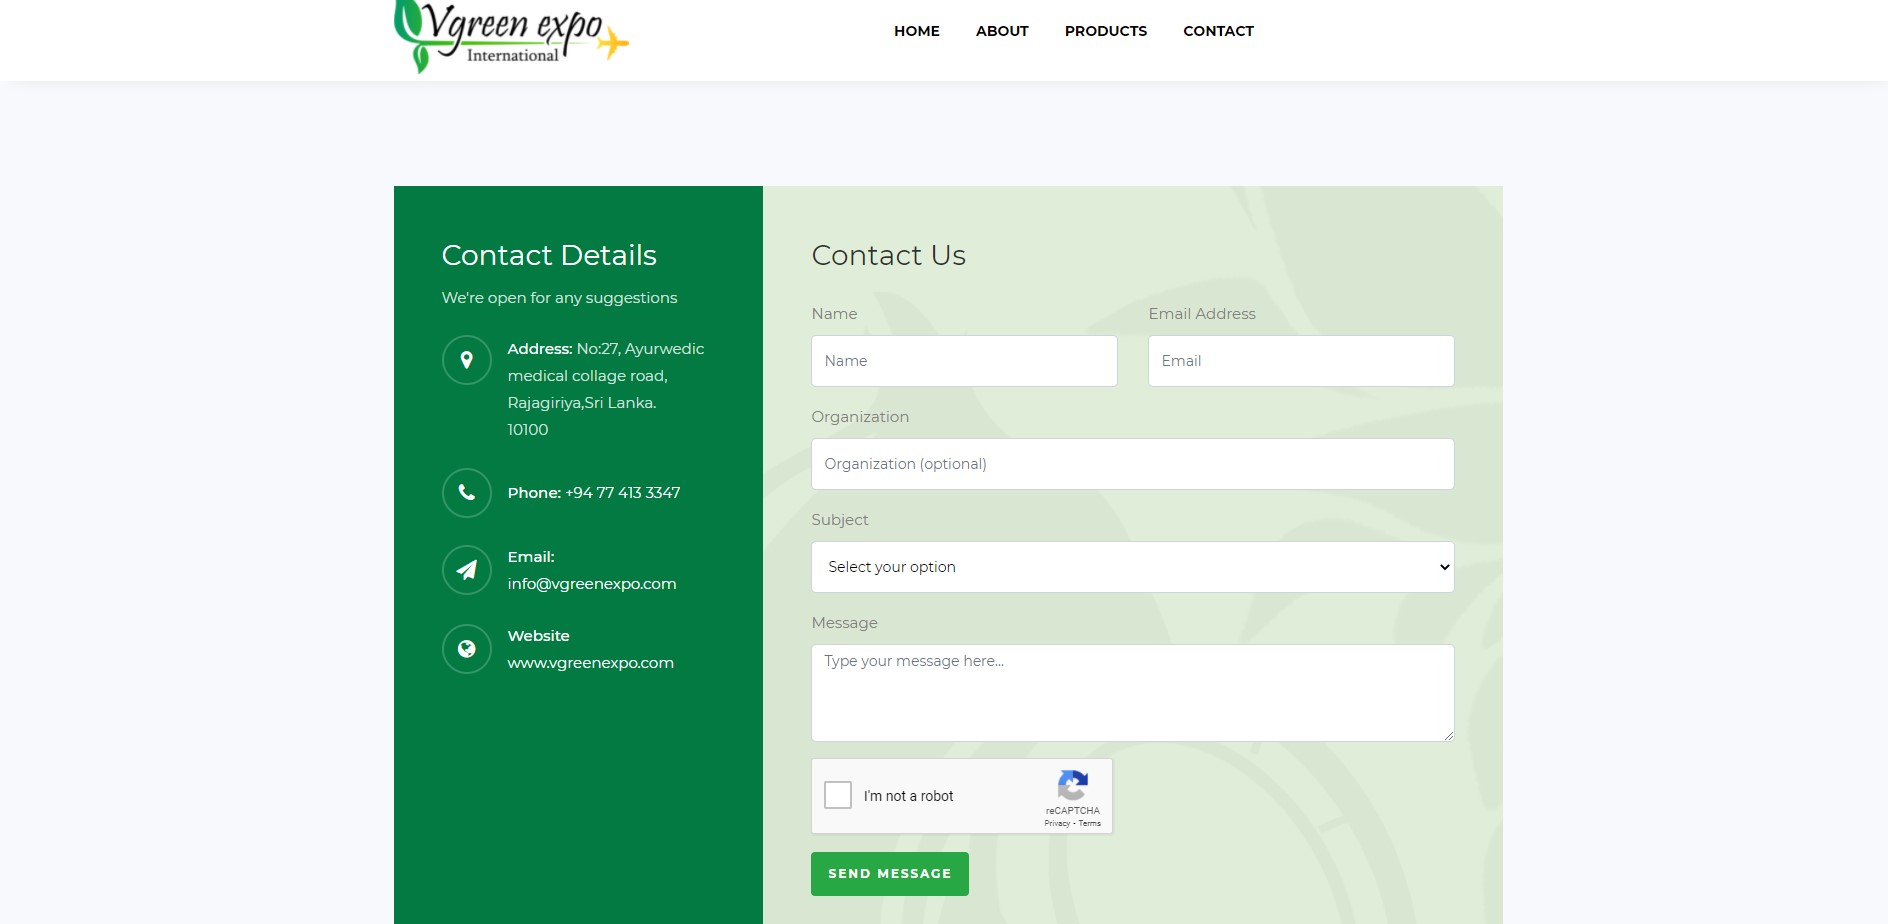 Vgreen expo
International
HOME
ABOUT
PRODUCTS
CONTACT
Contact Details
We're open for any suggestions
Address: No:27, Ayurwedic
medical collage road,
Rajagiriya,Sri Lanka.
10100
Phone: +94 77 413 3347
Email:
info@vgreenexpo.com
Website
www.vgreenexpo.com
Contact Us
Name
Email Address
Name
Email
Organization
Organization (optional)
Subject
Select your option
Message
Type your message here...
I'm not a robot
reCAPTCHA
Privacy - Terms
SEND MESSAGE